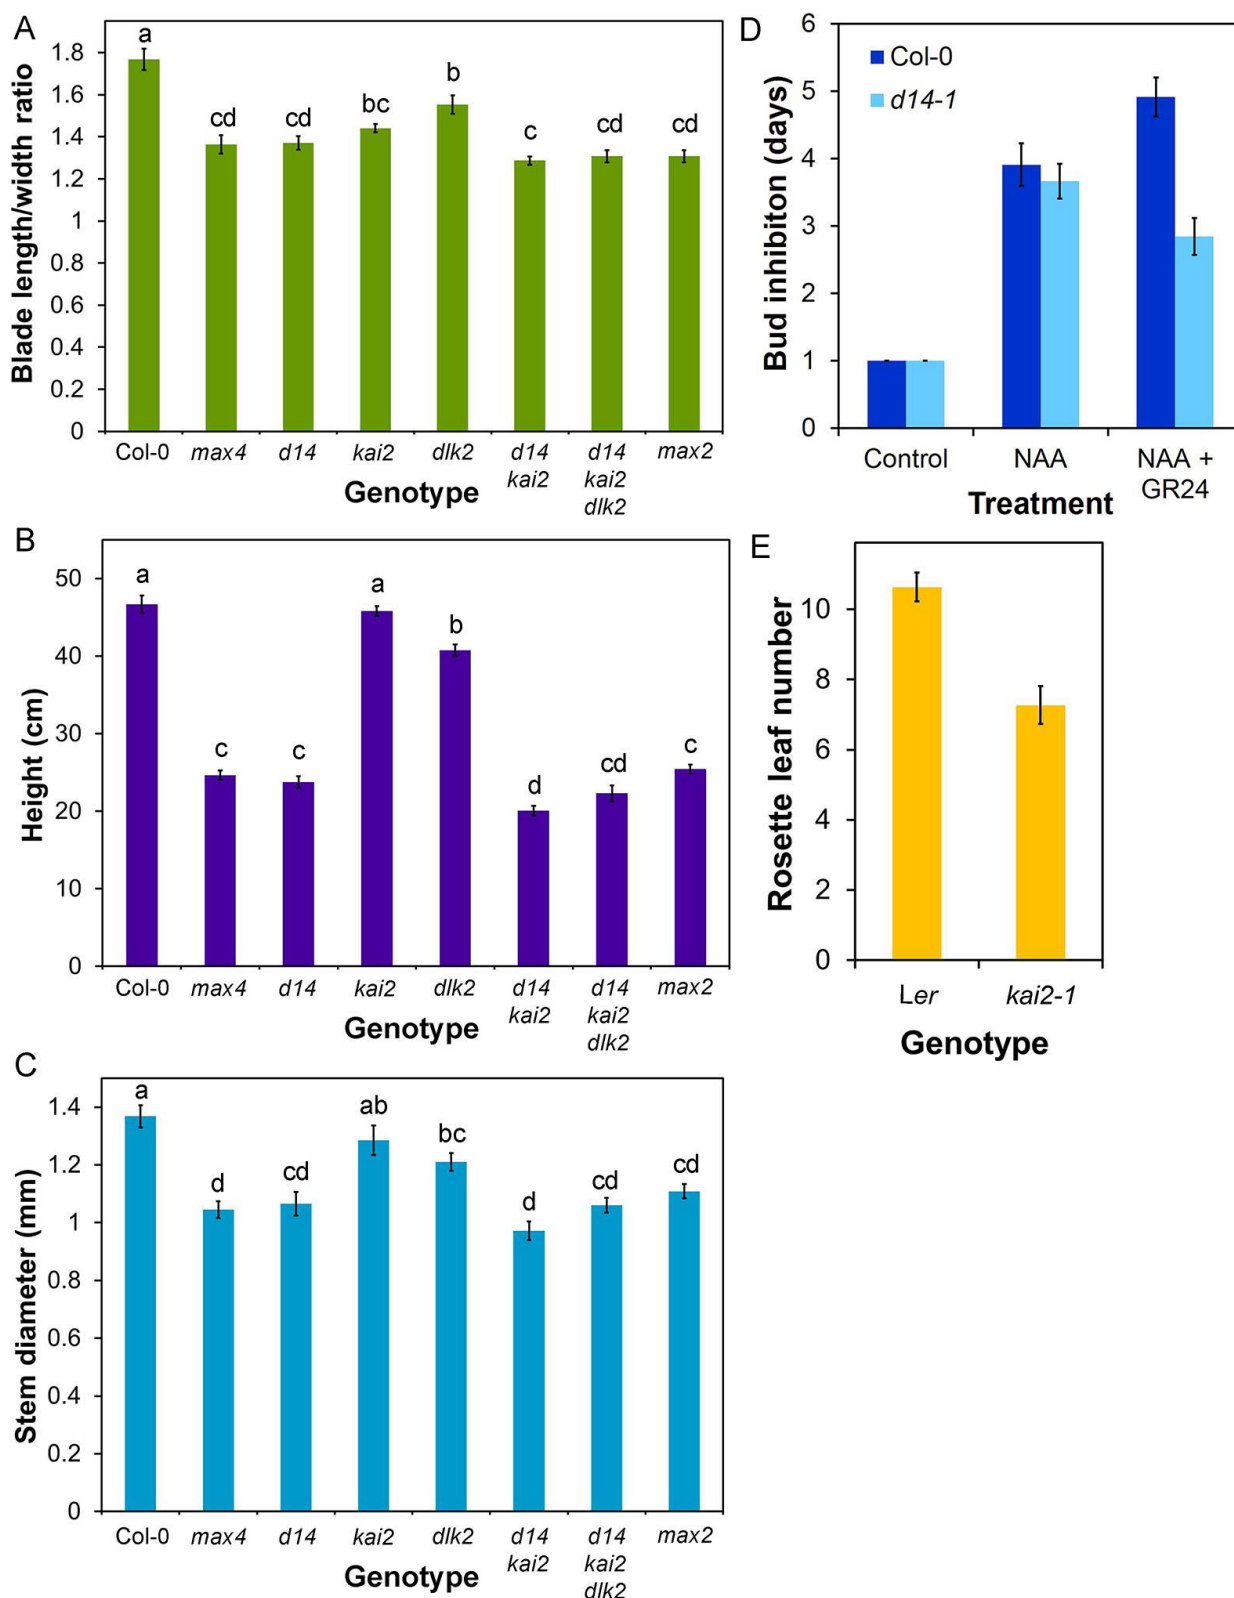 A
Blade length/width ratio
1.8
1.6
1.4
1.2
1
0.8
0.6
0.4
0.2
0
a
cd
cd
bc
b
c
cd
cd
Col-0 max4 d14 kai2 dlk2 d14 kai2 d14 kai2 dlk2 max2
Genotype
D
Bud inhibiton (days)
6
5
4
3
2
1
0
Col-0
d14-1
Control NAA NAA + GR24
Treatment
B
Height (cm)
50
40
30
20
10
0
a
c
c
a
b
d
cd
c
Col-0 max4 d14 kai2 dlk2 d14 kai2 d14 kai2 dlk2 max2
Genotype
E
Rosette leaf number
10
8
6
4
2
0
Ler kai2-1
Genotype
C
Stem diameter (mm)
1.4
1.2
1
0.8
0.6
0.4
0.2
0
a
d
cd
ab
bc
d
cd
cd
Col-0 max4 d14 kai2 dlk2 d14 kai2 d14 kai2 dlk2 max2
Genotype